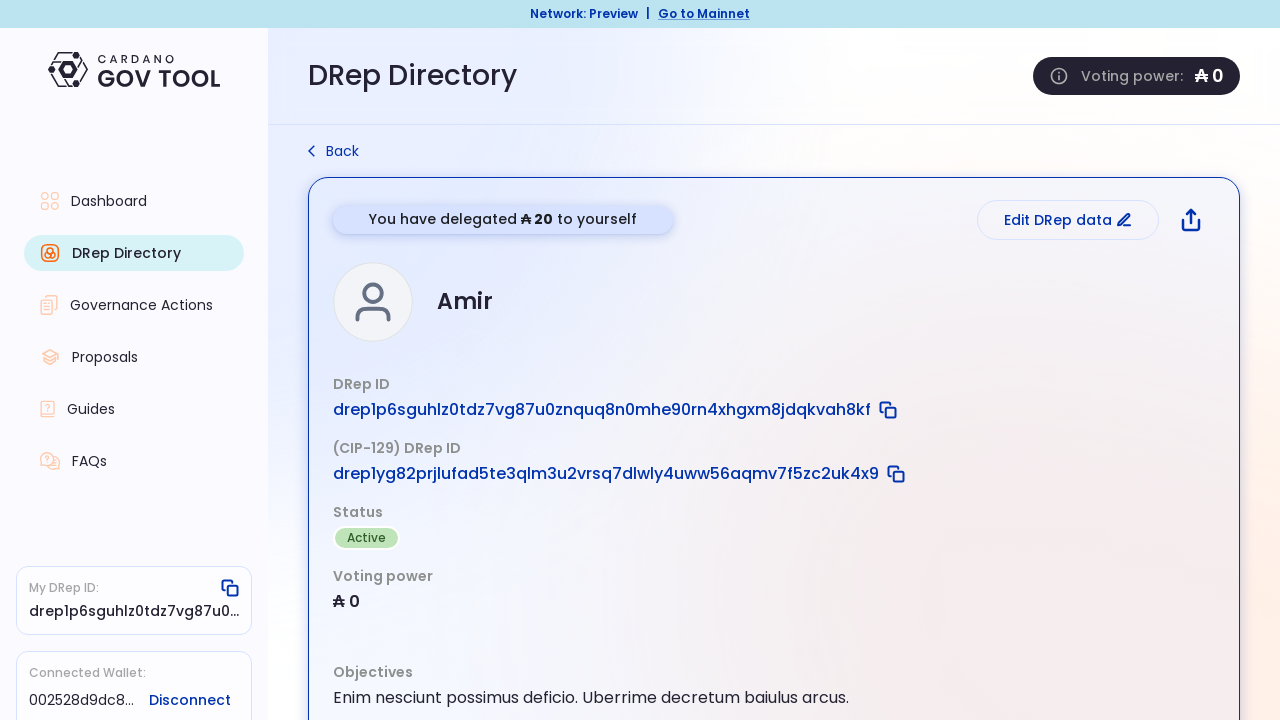 Network: Preview | Go to Mainnet
CARDANO
GOV TOOL
DRep Directory
Voting power: ₳ 0
Back
Dashboard
DRep Directory
Governance Actions
Proposals
Guides
FAQs
My DRep ID:
drep1p6sguhlz0tdz7vg87u0...
Connected Wallet:
002528d9dc8... Disconnect
You have delegated ₳ 20 to yourself
Edit DRep data
Amir
DRep ID
drep1p6sguhlz0tdz7vg87u0znquq8n0mhe90rn4xhgxm8jdqkvah8kf
(CIP-129) DRep ID
drep1yg82prjlufad5te3qlm3u2vrsq7dlwly4uww56aqmv7f5zc2uk4x9
Status
Active
Voting power
₳ 0
Objectives
Enim nesciunt possimus deficio. Uberrime decretum baiulus arcus.